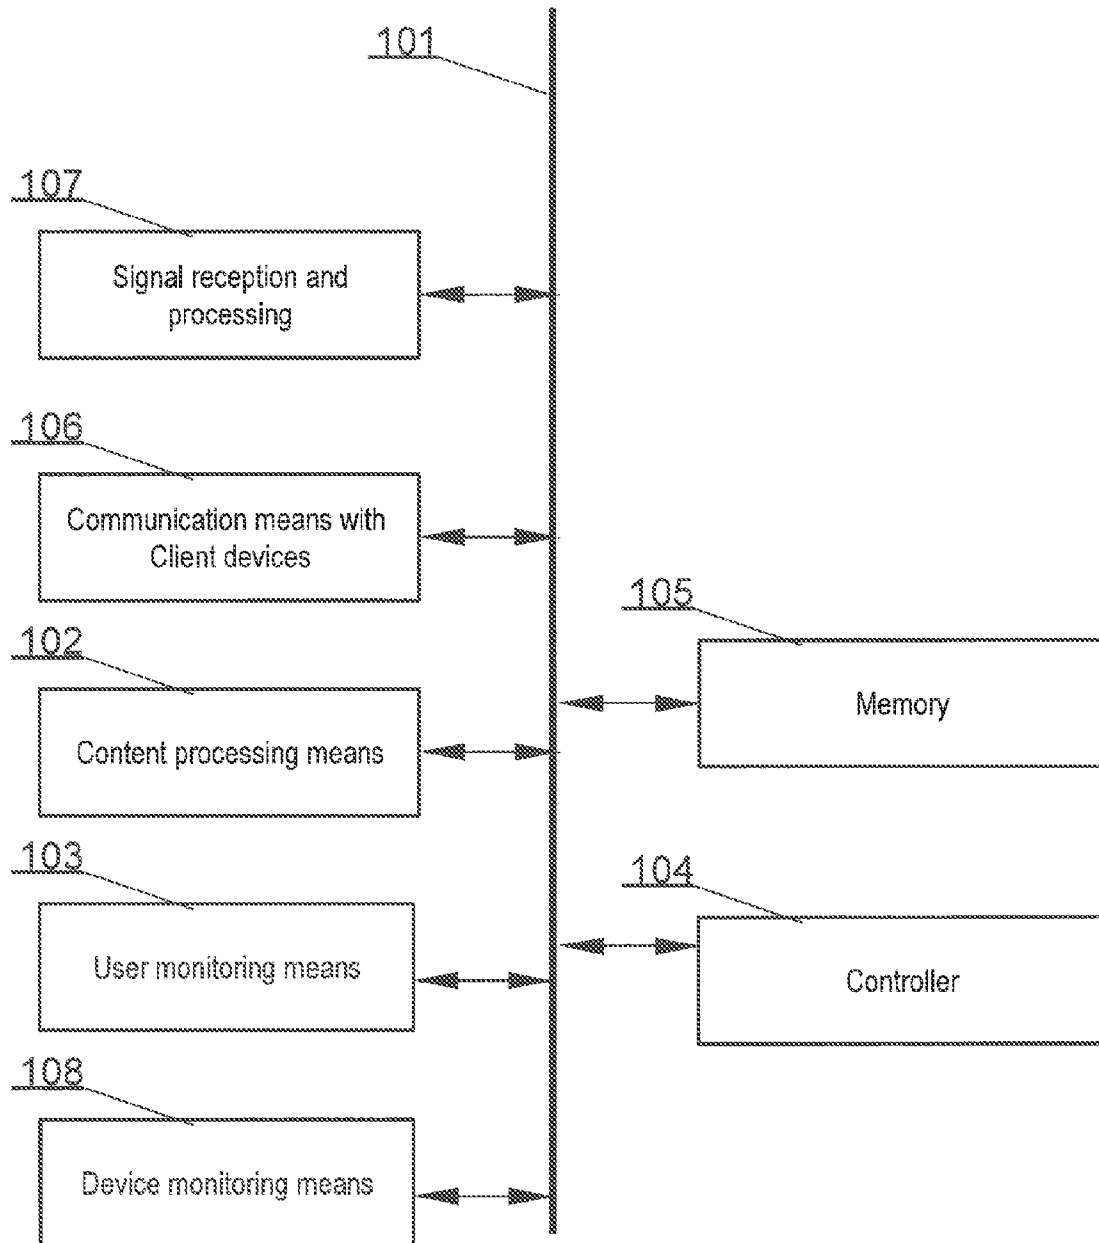 101
107
Signal reception and
processing
106
Communication means with
Client devices
105
Memory
102
Content processing means
103
User monitoring means
104
Controller
108
Device monitoring means